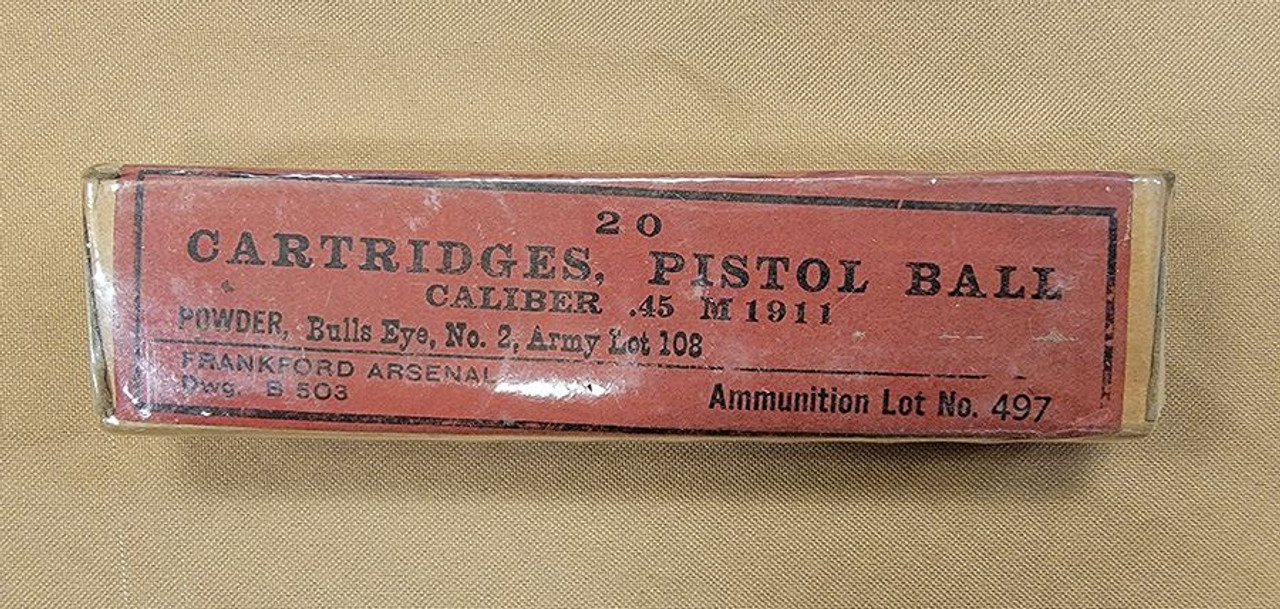 20
CARTRIDGES, PISTOL BALL
CALIBER .45 M1911
POWDER, Bulls Eye, No. 2, Army Lot 108
FRANKFORD ARSENAL
Dwg. B 503
Ammunition Lot No. 497